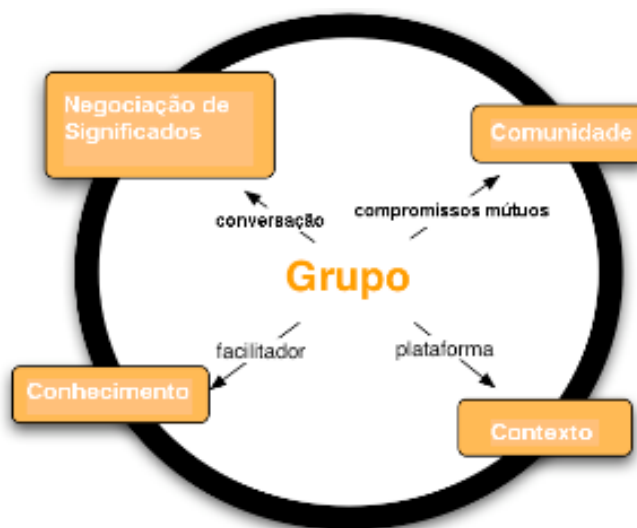 Negociação de
Significados
Comunidade
conversação
compromissos mútuos
Grupo
facilitador
plataforma
Conhecimento
Contexto